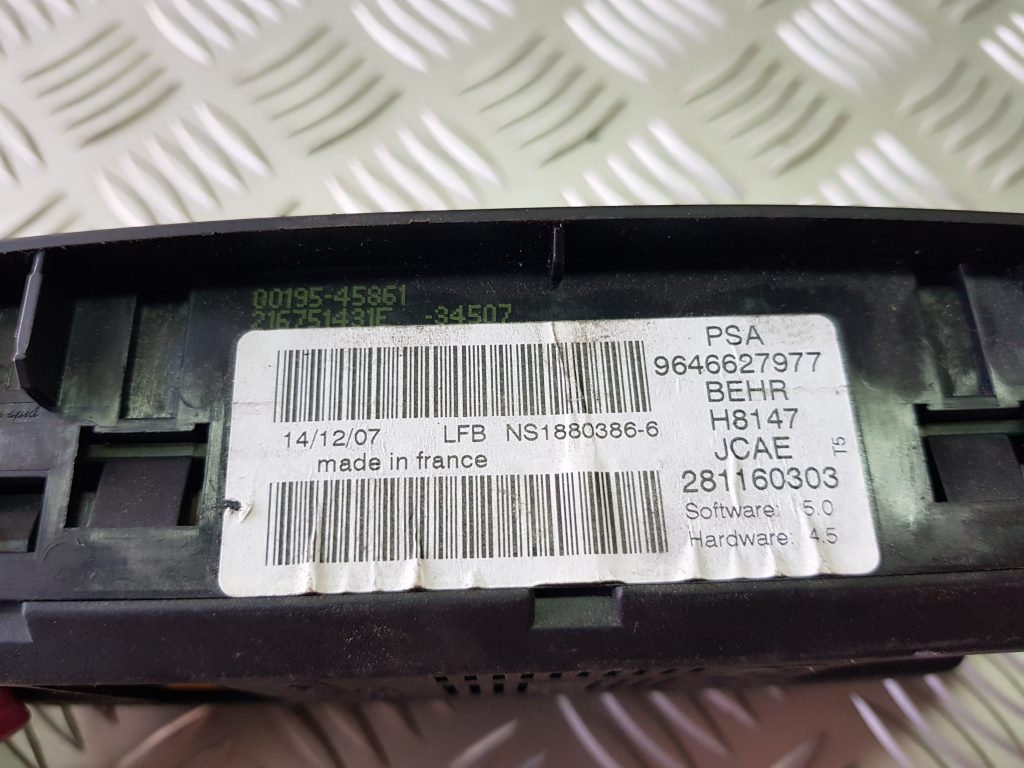 00195-45861
216751431F -34507
PSA
9646627977
BEHR
H8147
JCAE
281160303
T5
Software: 5.0
Hardware: 4.5
14/12/07 LFB NS1880386-6
made in france